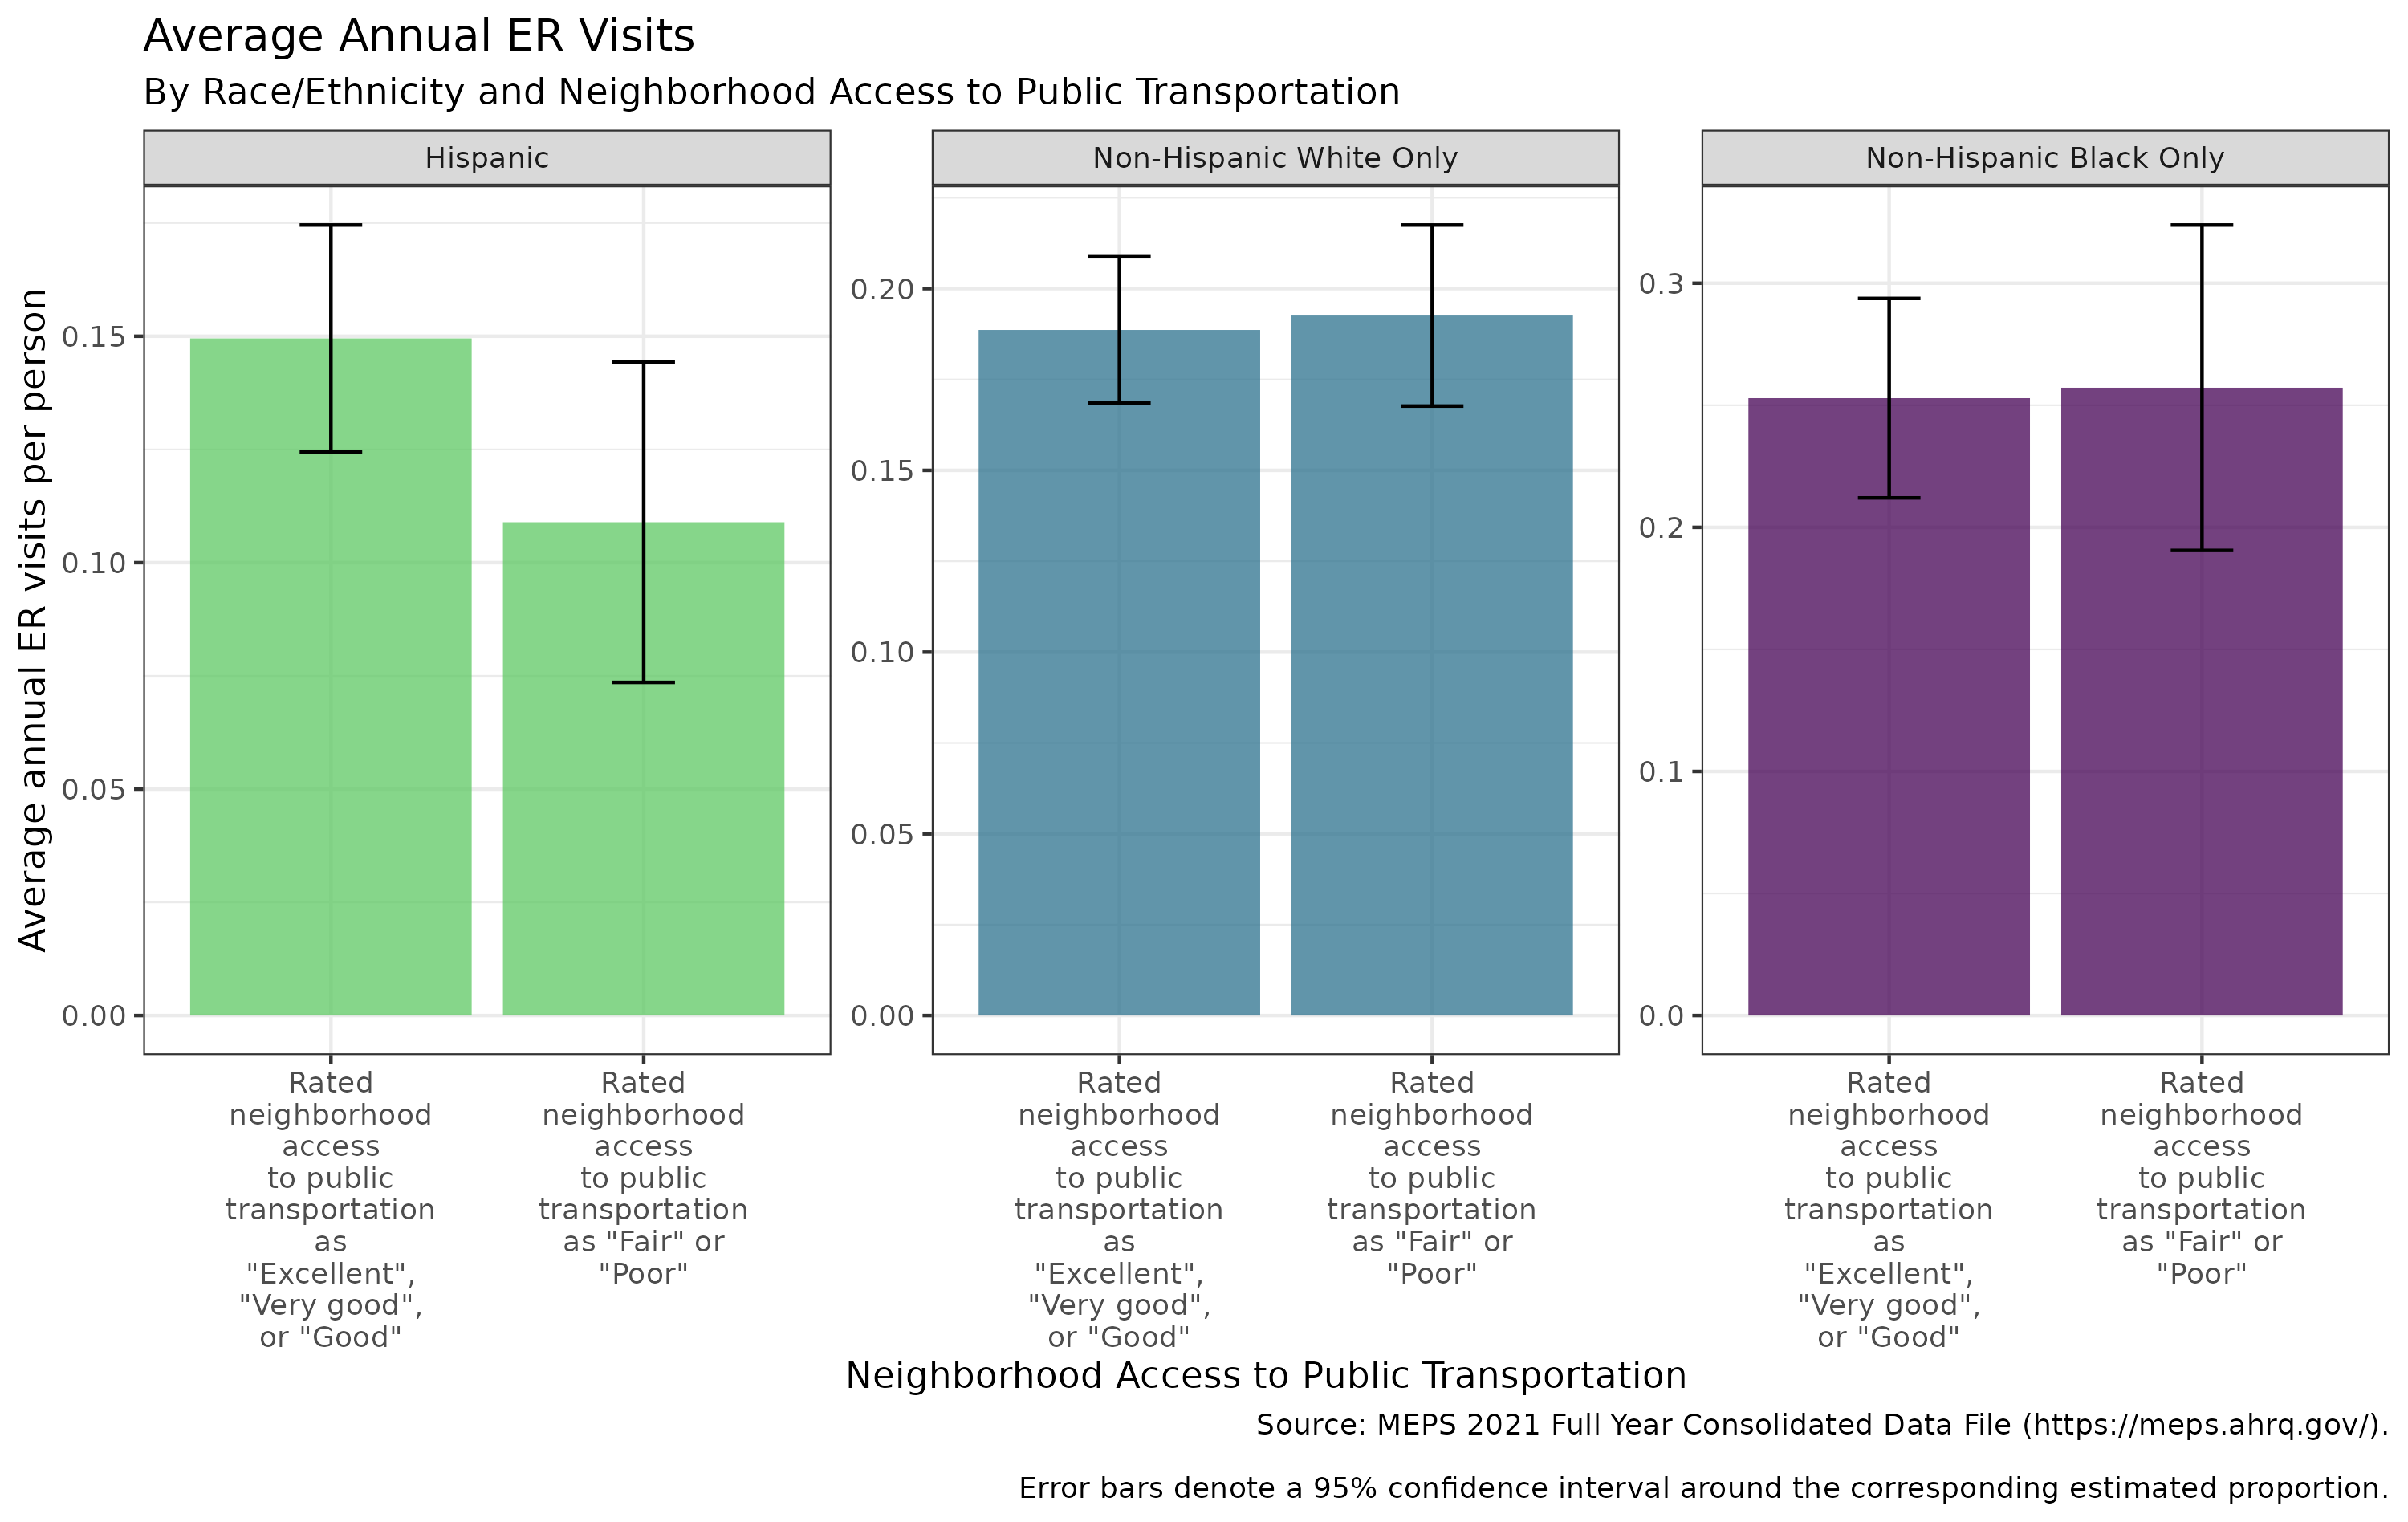 Average Annual ER Visits
By Race/Ethnicity and Neighborhood Access to Public Transportation
Average annual ER visits per person
Hispanic
0.15
0.10
0.05
0.00
Rated
neighborhood
access
to public
transportation
as
"Excellent",
"Very good",
or "Good"
Rated
neighborhood
access
to public
transportation
as "Fair" or
"Poor"
Non-Hispanic White Only
0.20
0.15
0.10
0.05
0.00
Rated
neighborhood
access
to public
transportation
as
"Excellent",
"Very good",
or "Good"
Rated
neighborhood
access
to public
transportation
as "Fair" or
"Poor"
Non-Hispanic Black Only
0.3
0.2
0.1
0.0
Rated
neighborhood
access
to public
transportation
as
"Excellent",
"Very good",
or "Good"
Rated
neighborhood
access
to public
transportation
as "Fair" or
"Poor"
Neighborhood Access to Public Transportation
Source: MEPS 2021 Full Year Consolidated Data File (https://meps.ahrq.gov/).
Error bars denote a 95% confidence interval around the corresponding estimated proportion.